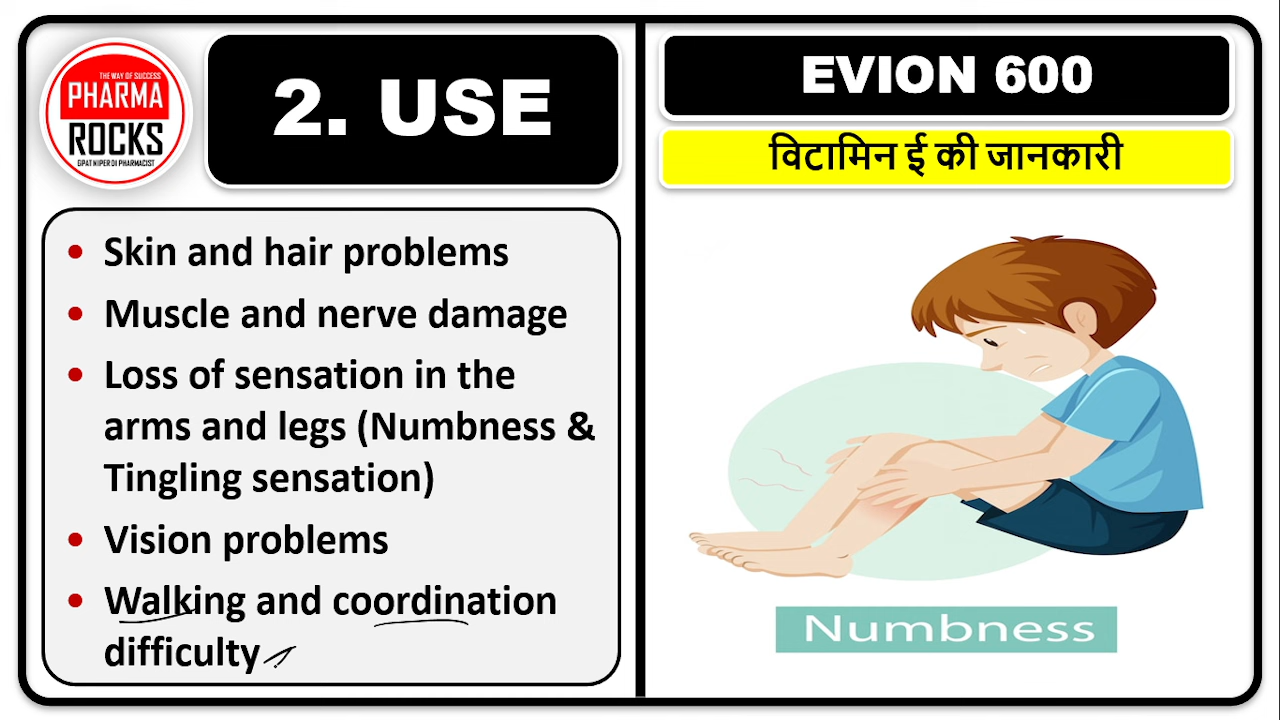 THE WAY OF SUCCESS
PHARMA
ROCKS
GPAT NIPER DI PHARMACIST
2. USE
• Skin and hair problems
• Muscle and nerve damage
• Loss of sensation in the
arms and legs (Numbness &
Tingling sensation)
• Vision problems
• Walking and coordination
difficulty
EVION 600
विटामिन ई की जानकारी
Numbness